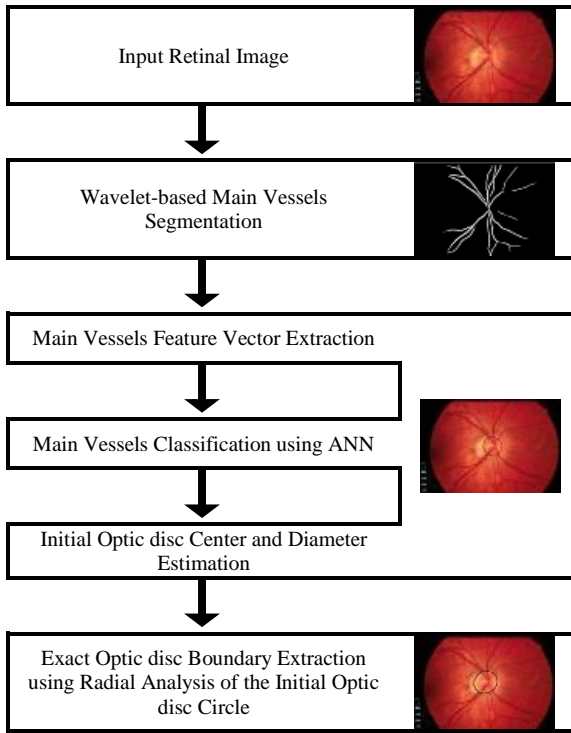 Input Retinal Image
Wavelet-based Main Vessels
Segmentation
Main Vessels Feature Vector Extraction
Main Vessels Classification using ANN
Initial Optic disc Center and Diameter
Estimation
Exact Optic disc Boundary Extraction
using Radial Analysis of the Initial Optic
disc Circle